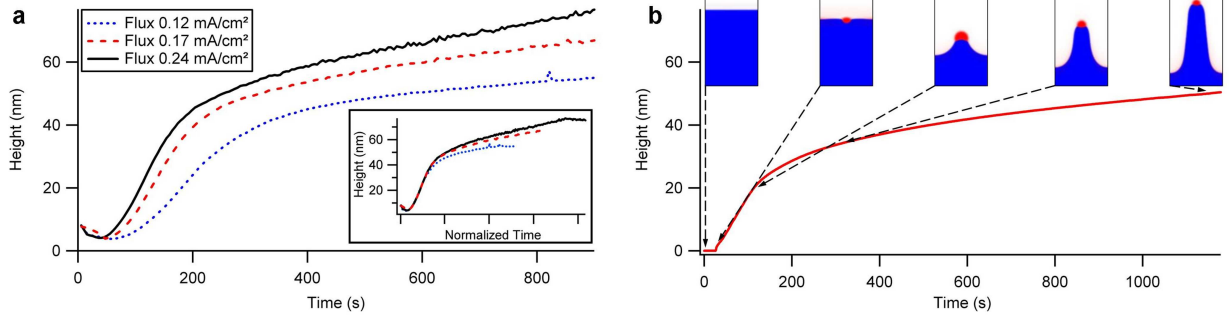 a
Flux 0.12 mA/cm²
Flux 0.17 mA/cm²
Flux 0.24 mA/cm²
Height (nm)
60
40
20
0
0 200 400 600 800
Time (s)
Height (nm)
60
40
20
Normalized Time
b
Height (nm)
60
40
20
0
0 200 400 600 800 1000
Time (s)